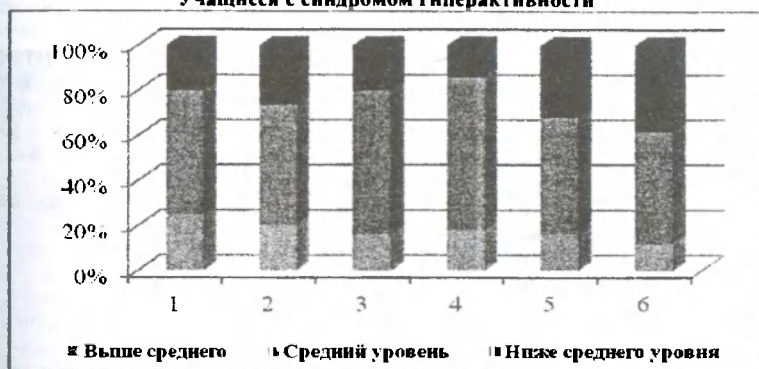 Учащиеся с синдромом гиперактивности
100%
80%
60%
40%
20%
0%
1 2 3 4 5 6
Выше среднего Средний уровень Ниже среднего уровня